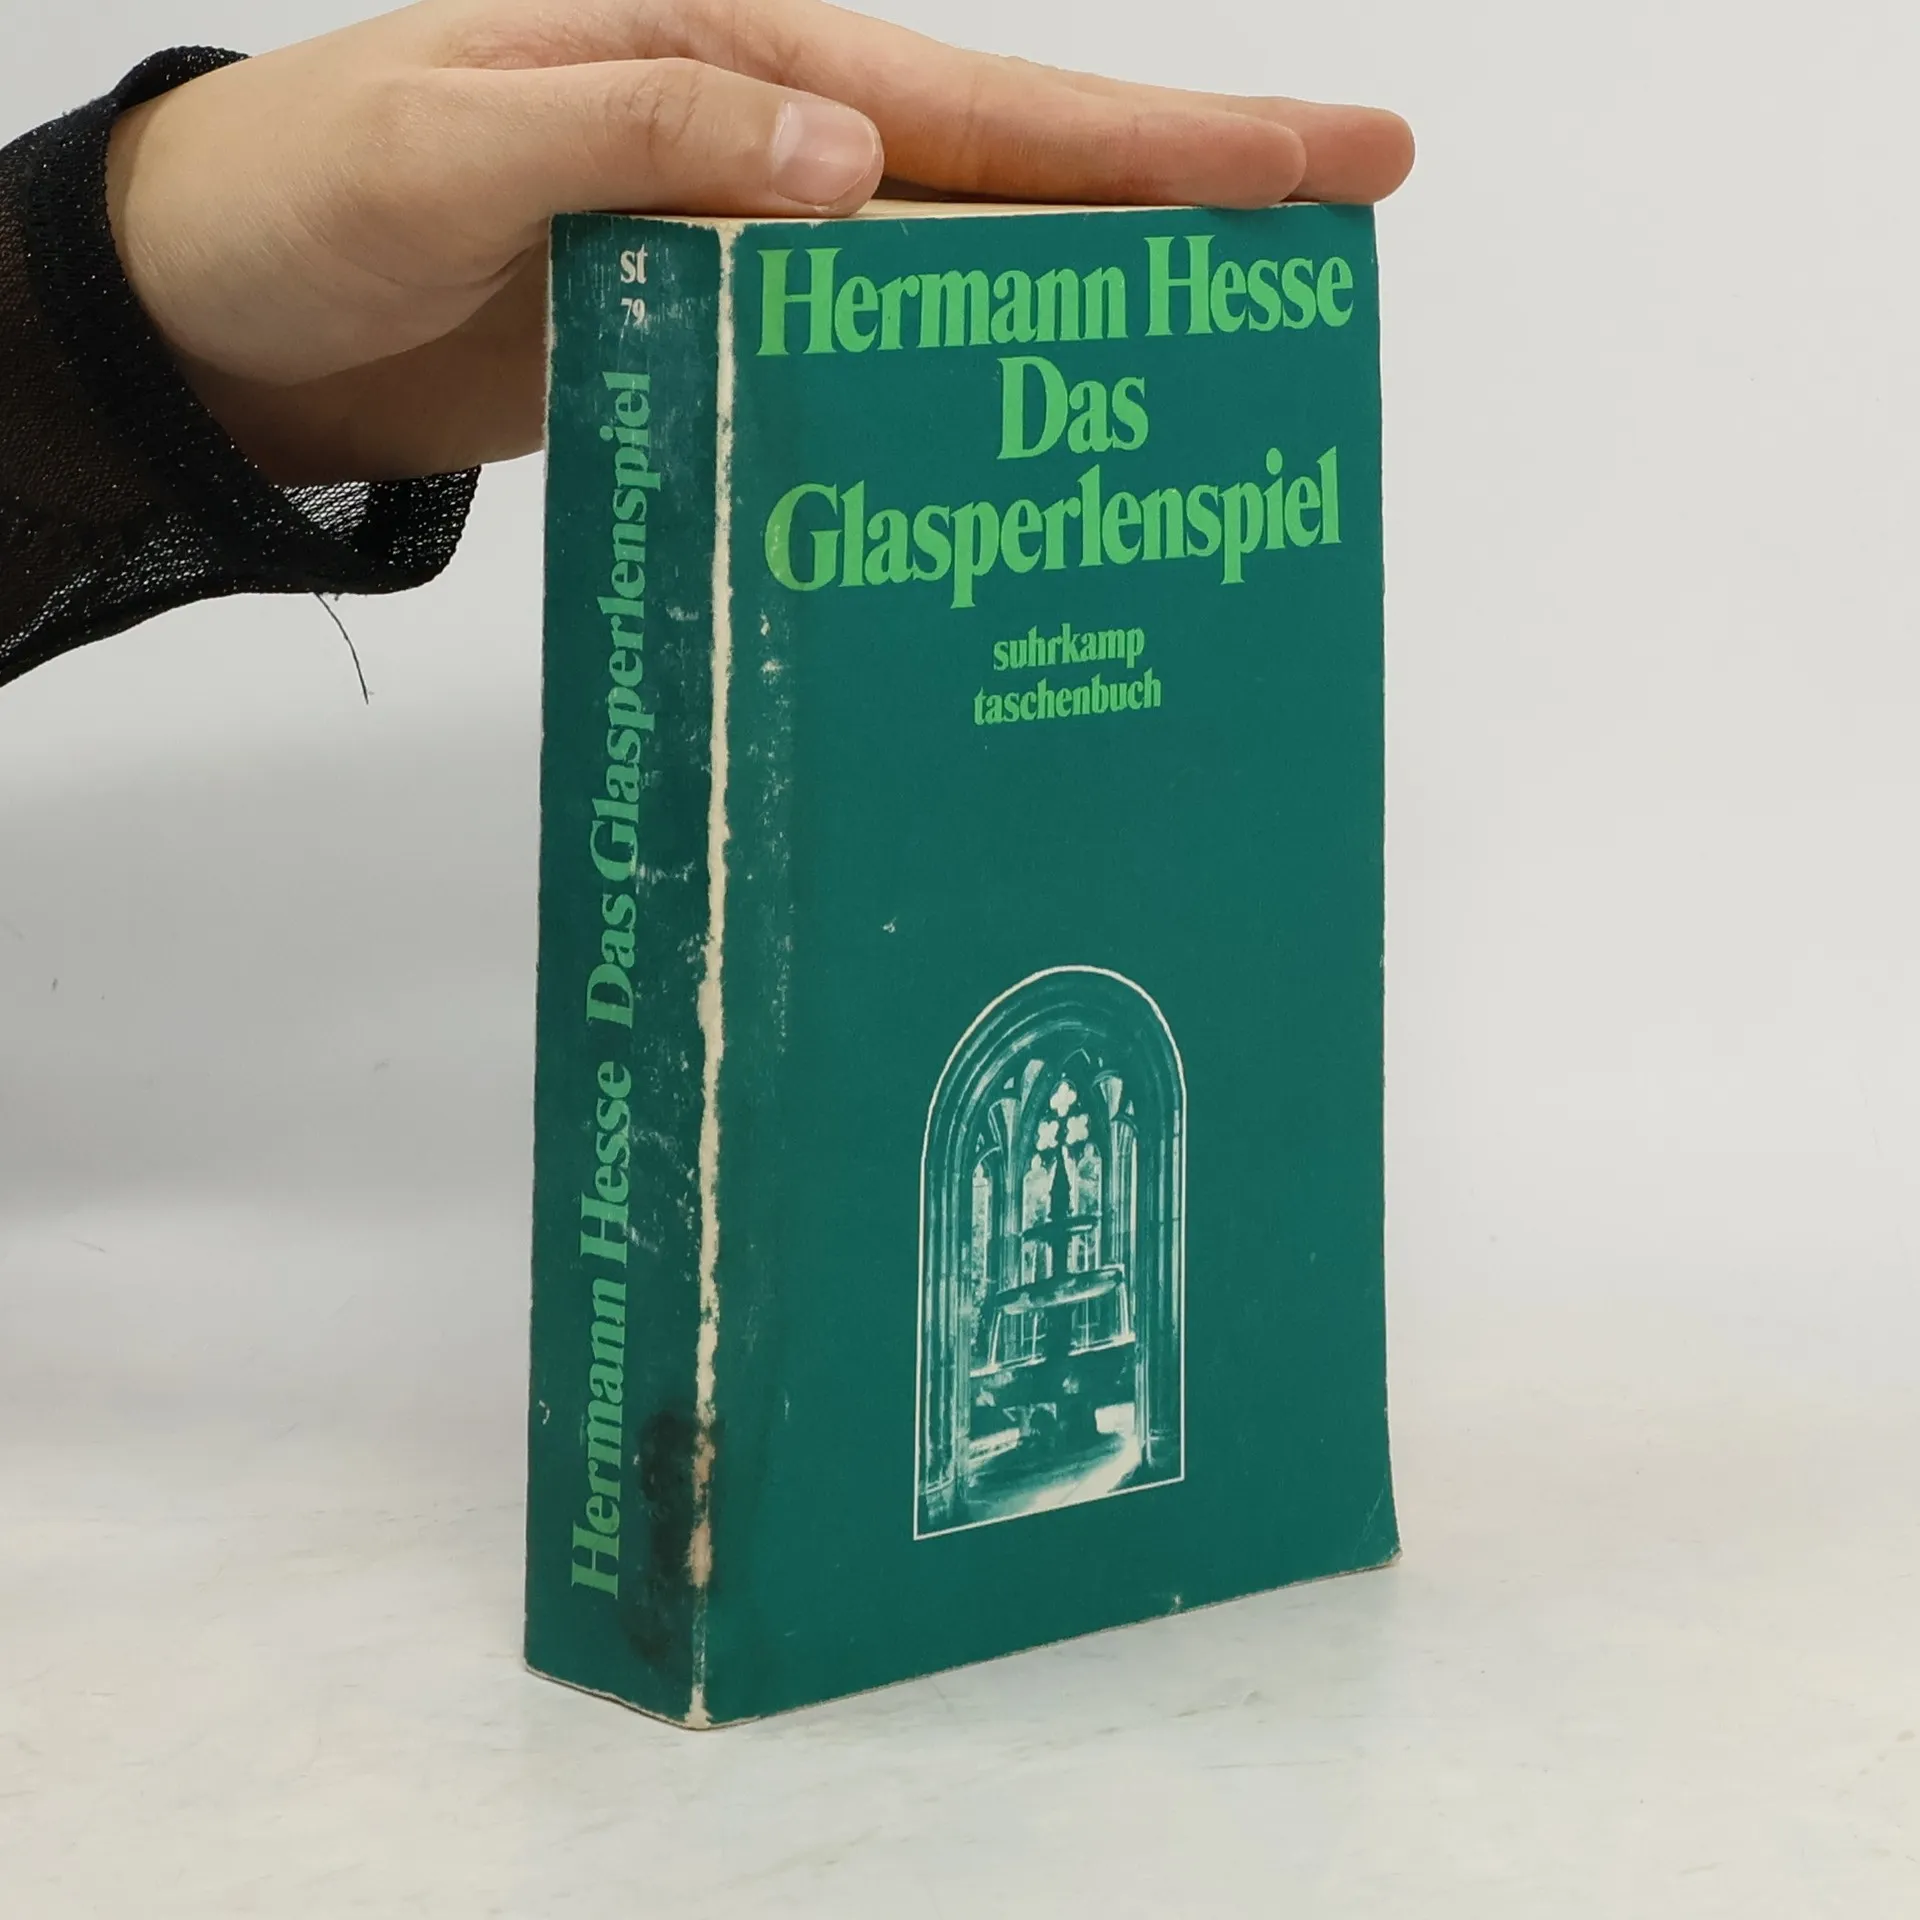 st
79
Hermann Hesse Das Glasperlenspiel
Hermann Hesse
Das
Glasperlenspiel
suhrkamp
taschenbuch